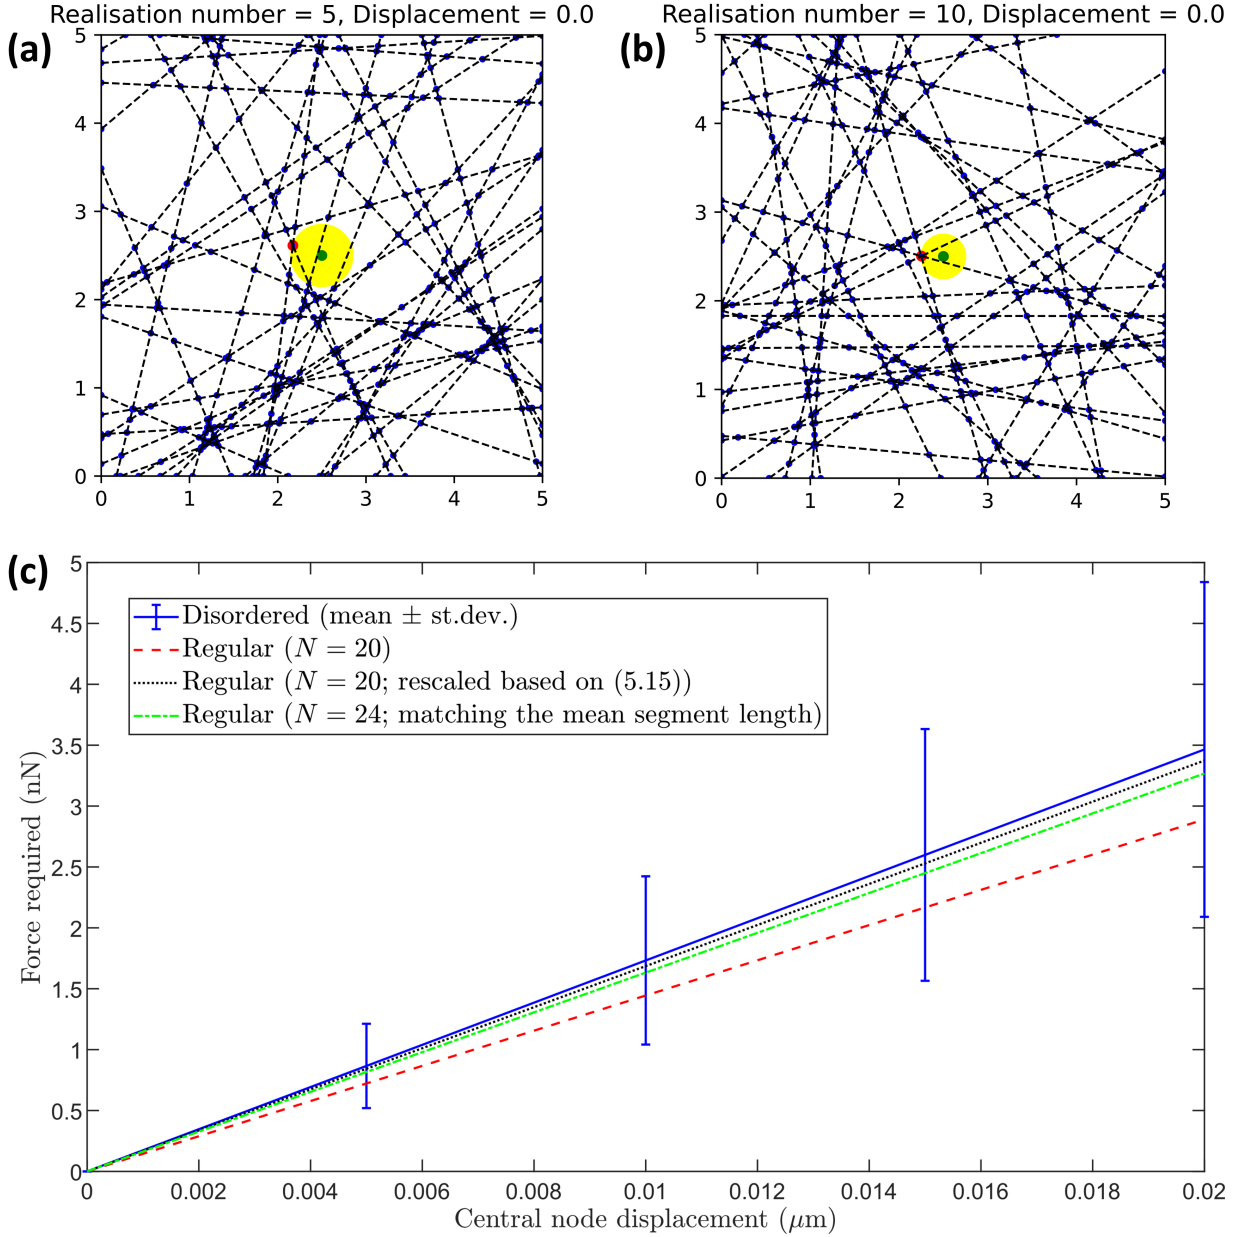 Realisation number = 5, Displacement = 0.0
Realisation number = 10, Displacement = 0.0
(a)
(b)
5
4
3
2
1
0
0 1 2 3 4 5
5
4
3
2
1
0
0 1 2 3 4 5
(c)
5
4.5
4
3.5
3
2.5
2
1.5
1
0.5
0
Force required (nN)
Disordered (mean ± st.dev.)
Regular (N = 20)
Regular (N = 20; rescaled based on (5.15))
Regular (N = 24; matching the mean segment length)
0 0.002 0.004 0.006 0.008 0.01 0.012 0.014 0.016 0.018 0.02
Central node displacement (μm)